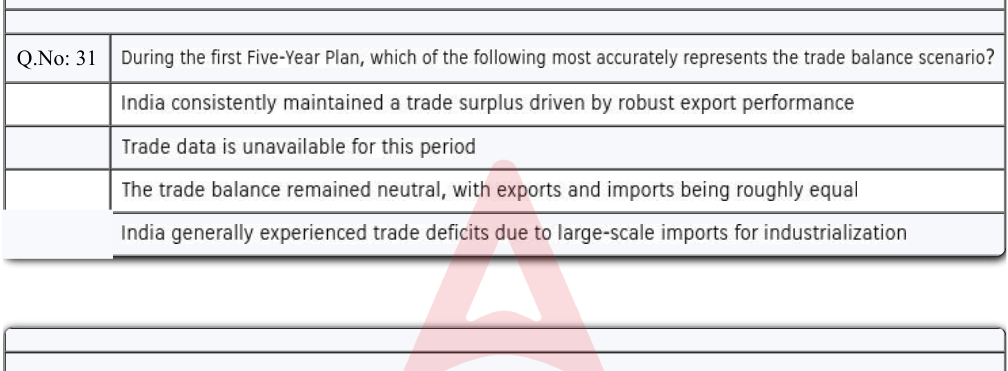 Q.No: 31 During the first Five-Year Plan, which of the following most accurately represents the trade balance scenario?
India consistently maintained a trade surplus driven by robust export performance
Trade data is unavailable for this period
The trade balance remained neutral, with exports and imports being roughly equal
India generally experienced trade deficits due to large-scale imports for industrialization